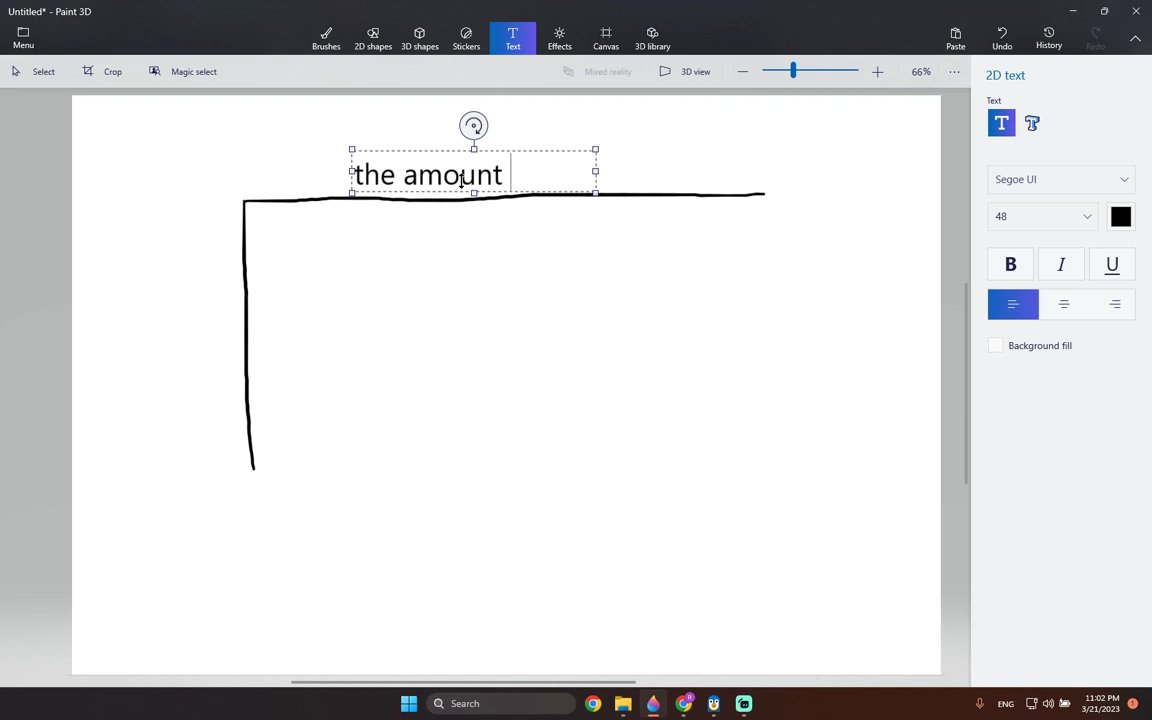 Untitled* - Paint 3D
Menu
Brushes
2D shapes
3D shapes
Stickers
Text
Effects
Canvas
3D library
Paste
Undo
History
Redo
Select
Crop
Magic select
Mixed reality
3D view
66%
2D text
Text
Segoe UI
48
B
I
U
Background fill
the amount
Search
ENG
11:02 PM
3/21/2023
1